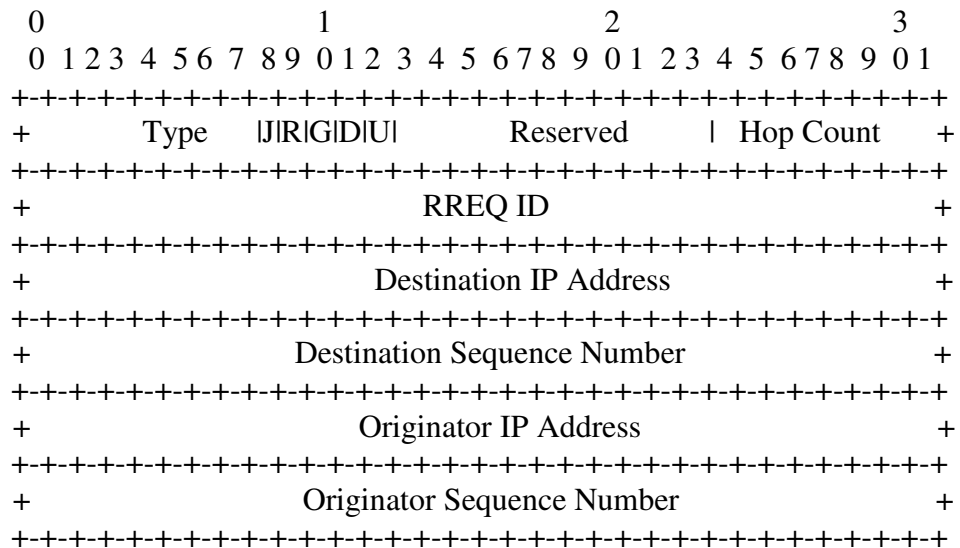 0 1 2 3
0 1 2 3 4 5 6 7 8 9 0 1 2 3 4 5 6 7 8 9 0 1 2 3 4 5 6 7 8 9 0 1
+-+-+-+-+-+-+-+-+-+-+-+-+-+-+-+-+-+-+-+-+-+-+-+-+-+-+-+-+-+-+-+-+
+ Type |J|R|G|D|U| Reserved | Hop Count +
+-+-+-+-+-+-+-+-+-+-+-+-+-+-+-+-+-+-+-+-+-+-+-+-+-+-+-+-+-+-+-+-+
+ RREQ ID +
+-+-+-+-+-+-+-+-+-+-+-+-+-+-+-+-+-+-+-+-+-+-+-+-+-+-+-+-+-+-+-+-+
+ Destination IP Address +
+-+-+-+-+-+-+-+-+-+-+-+-+-+-+-+-+-+-+-+-+-+-+-+-+-+-+-+-+-+-+-+-+
+ Destination Sequence Number +
+-+-+-+-+-+-+-+-+-+-+-+-+-+-+-+-+-+-+-+-+-+-+-+-+-+-+-+-+-+-+-+-+
+ Originator IP Address +
+-+-+-+-+-+-+-+-+-+-+-+-+-+-+-+-+-+-+-+-+-+-+-+-+-+-+-+-+-+-+-+-+
+ Originator Sequence Number +
+-+-+-+-+-+-+-+-+-+-+-+-+-+-+-+-+-+-+-+-+-+-+-+-+-+-+-+-+-+-+-+-+